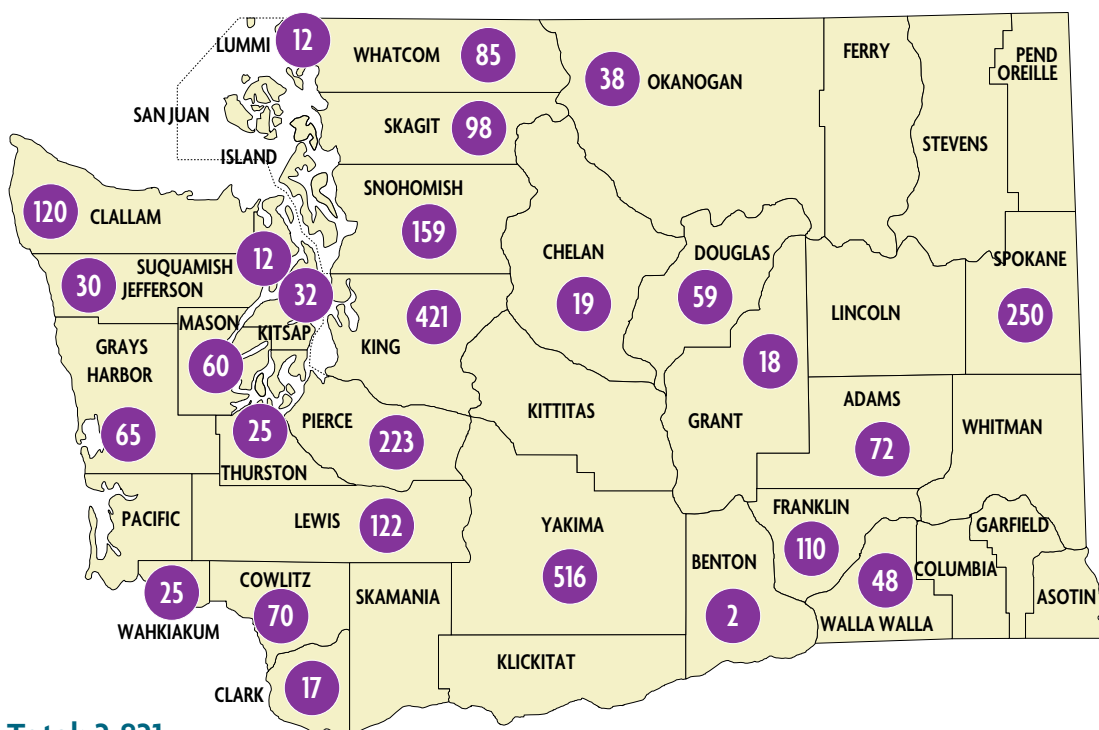 LUMMI 12
WHATCOM 85
38 OKANOGAN
FERRY
PEND
OREILLE
SAN JUAN
SKAGIT 98
STEVENS
ISLAND
SNOHOMISH
159
120 CLALLAM
CHELAN
19
DOUGLAS
59
SPOKANE
250
SUQUAMISH 12
30 JEFFERSON
32
MASON
60
KITSAP
KING
421
LINCOLN
GRAYS
HARBOR
65
18
GRANT
ADAMS
72
KITTITAS
WHITMAN
25
THURSTON
PIERCE
223
PACIFIC
LEWIS 122
YAKIMA
516
FRANKLIN
110
GARFIELD
BENTON
2
48
WALLA WALLA
COLUMBIA
ASOTIN
25
WAHKIAKUM
COWLITZ
70
SKAMANIA
KLICKITAT
CLARK 17
Total 2,821